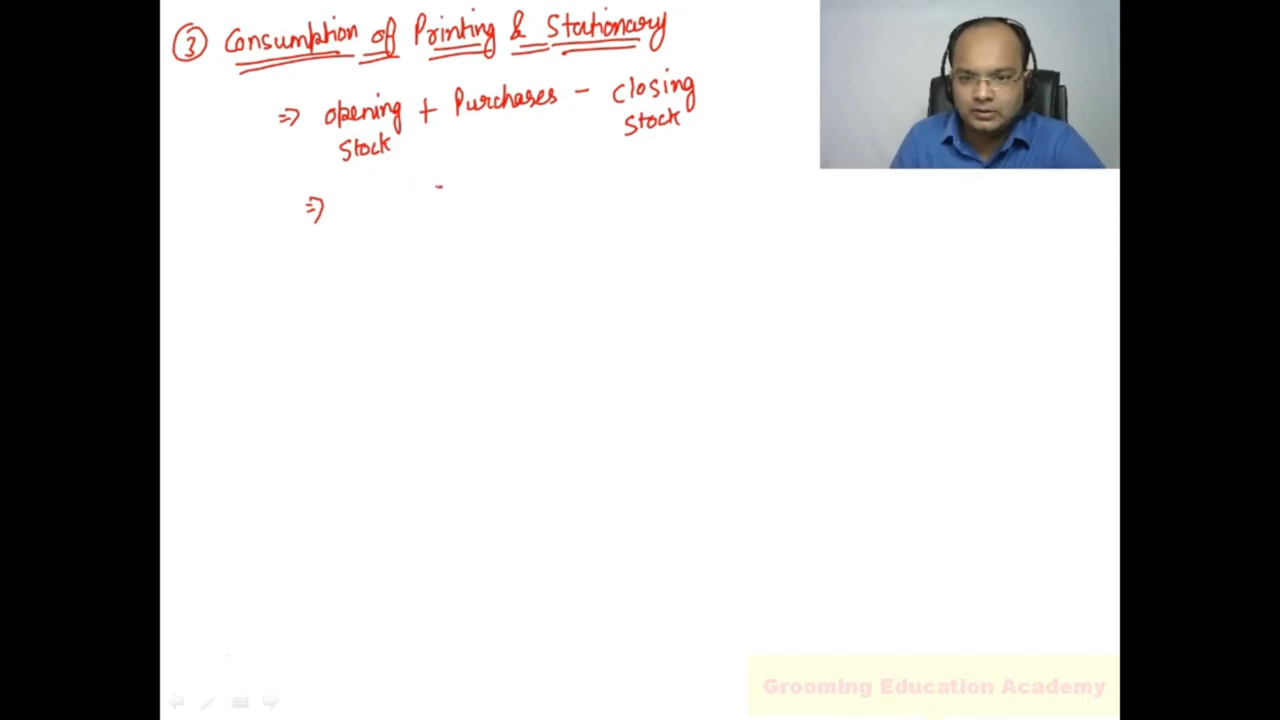 ③ Consumption of Printing & Stationary
⇒ Opening Stock + Purchases - Closing Stock
⇒
Grooming Education Academy